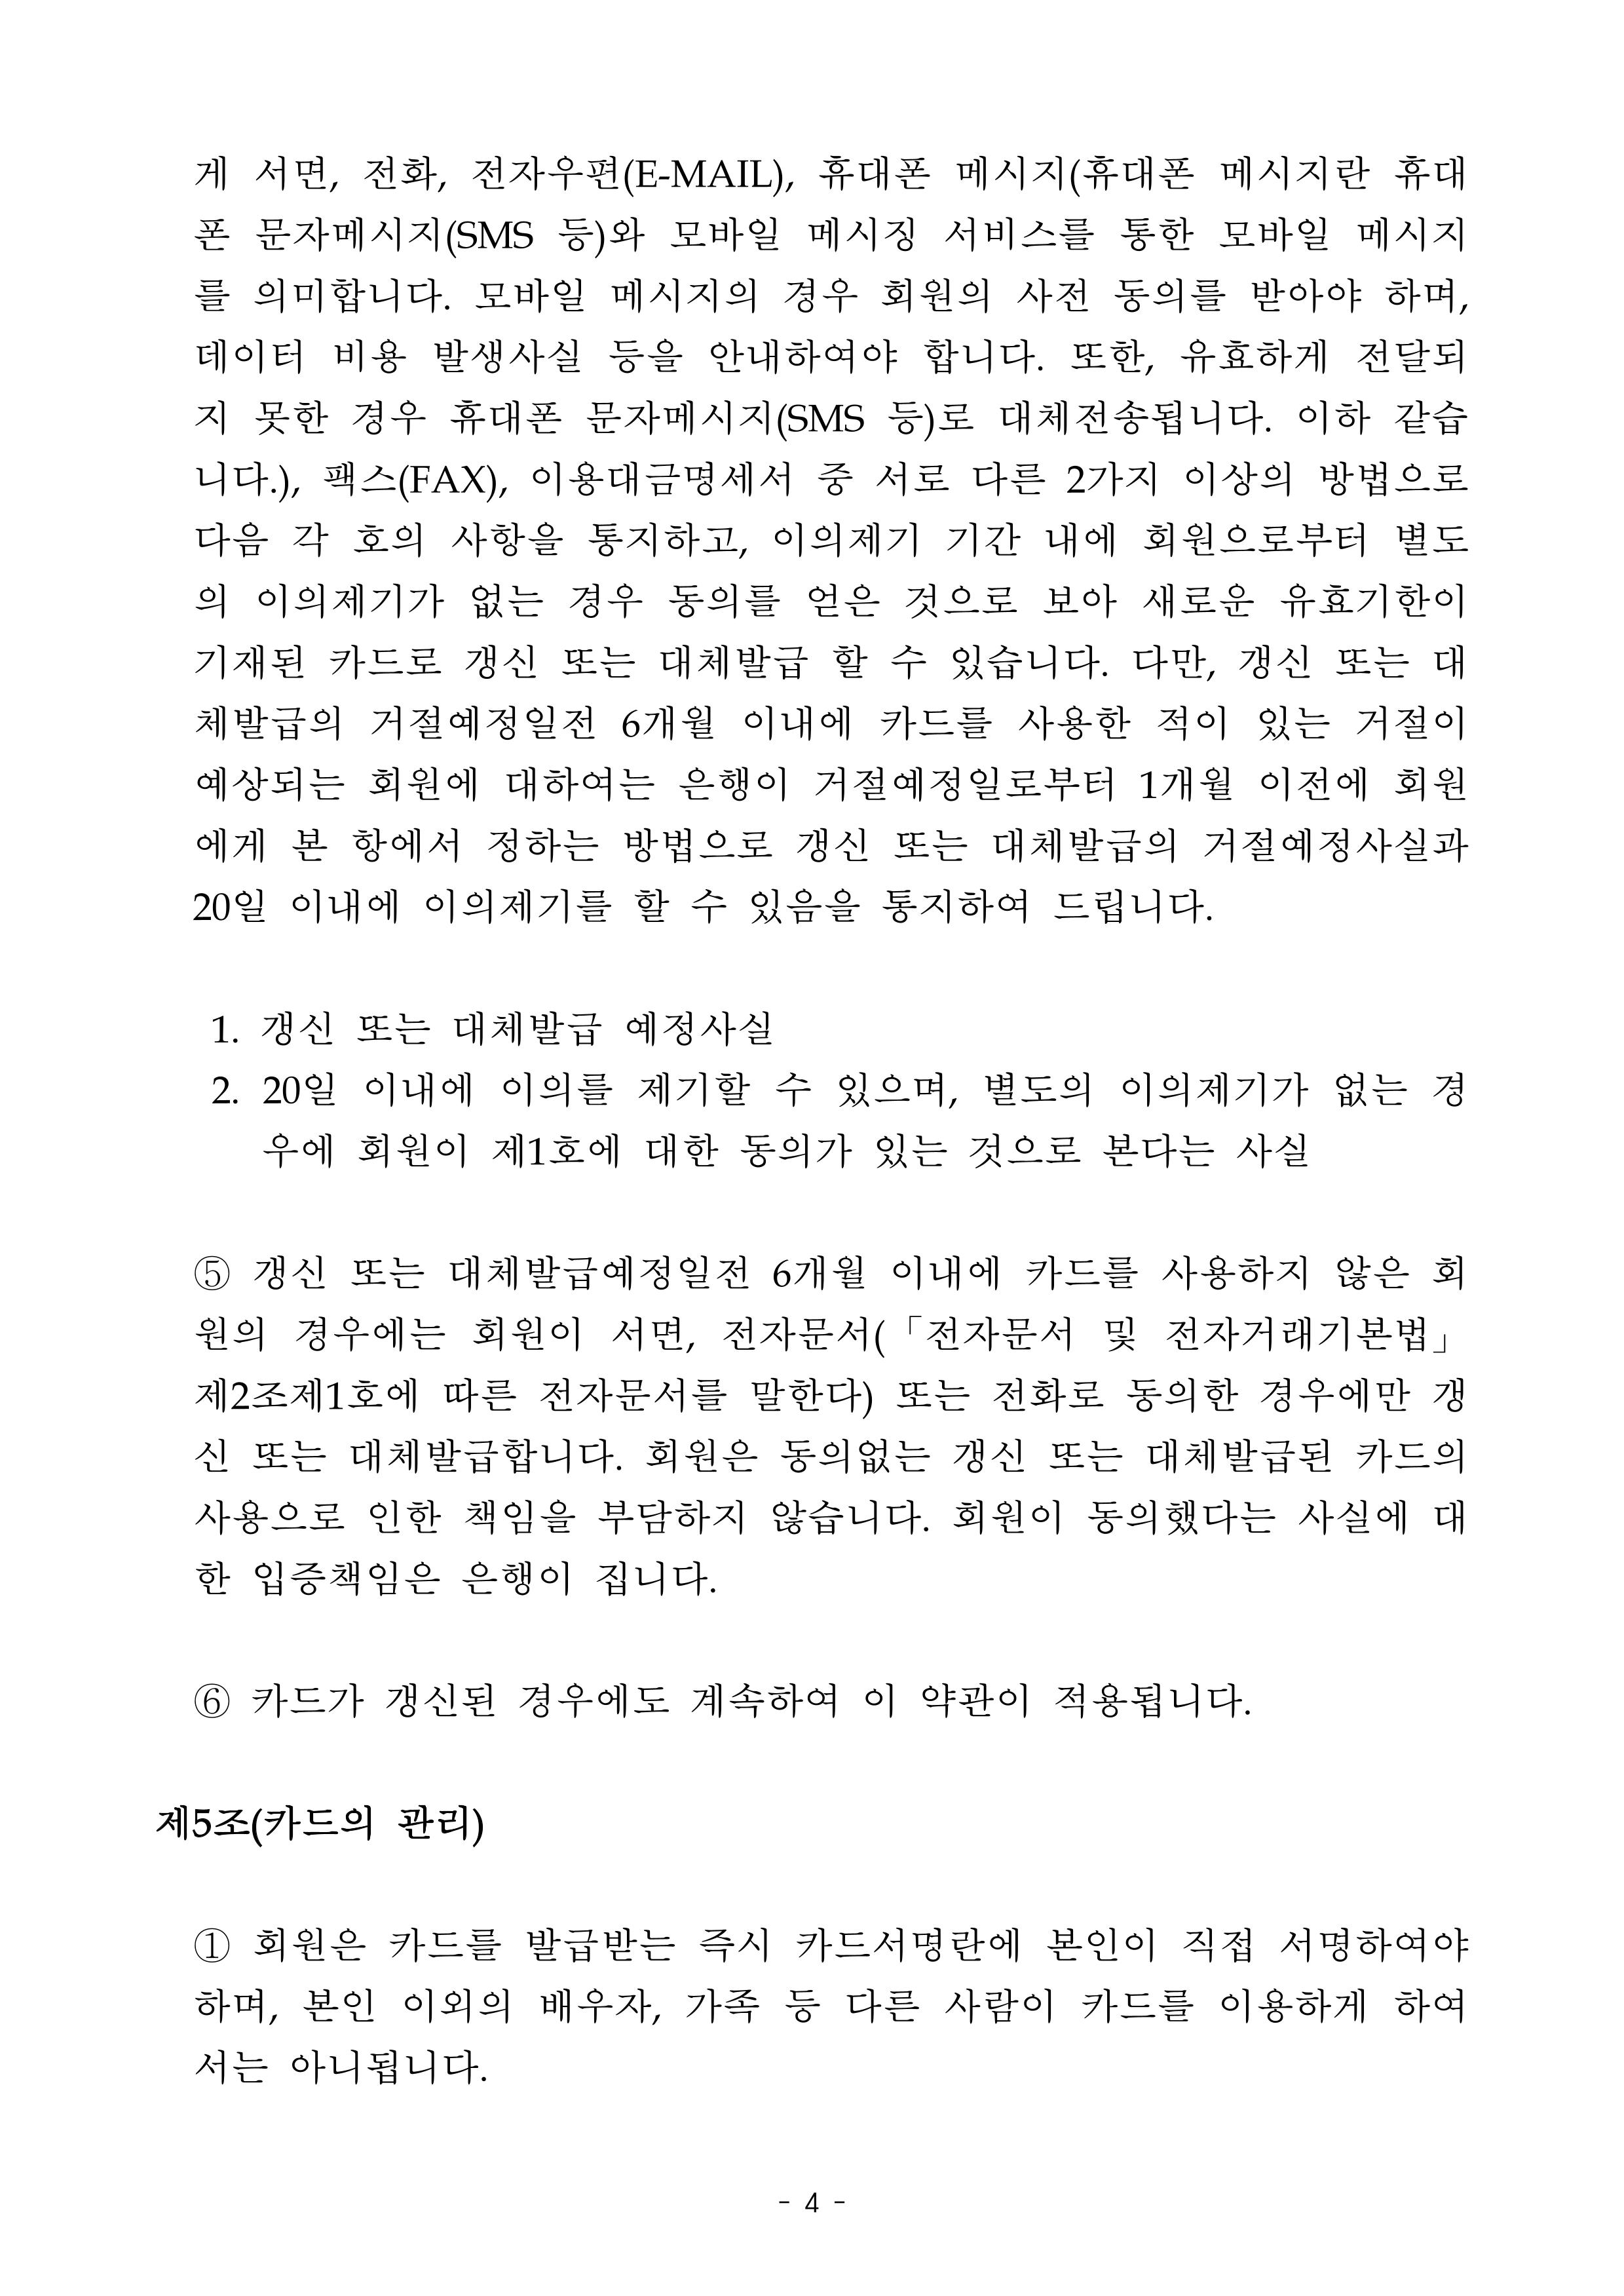 게 서면, 전화, 전자우편(E-MAIL), 휴대폰 메시지(휴대폰 메시지란 휴대
폰 문자메시지(SMS 등)와 모바일 메시징 서비스를 통한 모바일 메시지
를 의미합니다. 모바일 메시지의 경우 회원의 사전 동의를 받아야 하며,
데이터 비용 발생사실 등을 안내하여야 합니다. 또한, 유효하게 전달되
지 못한 경우 휴대폰 문자메시지(SMS 등)로 대체전송됩니다. 이하 같습
니다.), 팩스(FAX), 이용대금명세서 중 서로 다른 2가지 이상의 방법으로
다음 각 호의 사항을 통지하고, 이의제기 기간 내에 회원으로부터 별도
의 이의제기가 없는 경우 동의를 얻은 것으로 보아 새로운 유효기한이
기재된 카드로 갱신 또는 대체발급 할 수 있습니다. 다만, 갱신 또는 대
체발급의 거절예정일전 6개월 이내에 카드를 사용한 적이 있는 거절이
예상되는 회원에 대하여는 은행이 거절예정일로부터 1개월 이전에 회원
에게 본 항에서 정하는 방법으로 갱신 또는 대체발급의 거절예정사실과
20일 이내에 이의제기를 할 수 있음을 통지하여 드립니다.
1. 갱신 또는 대체발급 예정사실
2. 20일 이내에 이의를 제기할 수 있으며, 별도의 이의제기가 없는 경
우에 회원이 제1호에 대한 동의가 있는 것으로 본다는 사실
⑤ 갱신 또는 대체발급예정일전 6개월 이내에 카드를 사용하지 않은 회
원의 경우에는 회원이 서면, 전자문서(「전자문서 및 전자거래기본법」
제2조제1호에 따른 전자문서를 말한다) 또는 전화로 동의한 경우에만 갱
신 또는 대체발급합니다. 회원은 동의없는 갱신 또는 대체발급된 카드의
사용으로 인한 책임을 부담하지 않습니다. 회원이 동의했다는 사실에 대
한 입증책임은 은행이 집니다.
⑥ 카드가 갱신된 경우에도 계속하여 이 약관이 적용됩니다.
제5조(카드의 관리)
① 회원은 카드를 발급받는 즉시 카드서명란에 본인이 직접 서명하여야
하며, 본인 이외의 배우자, 가족 등 다른 사람이 카드를 이용하게 하여
서는 아니됩니다.
- 4 -